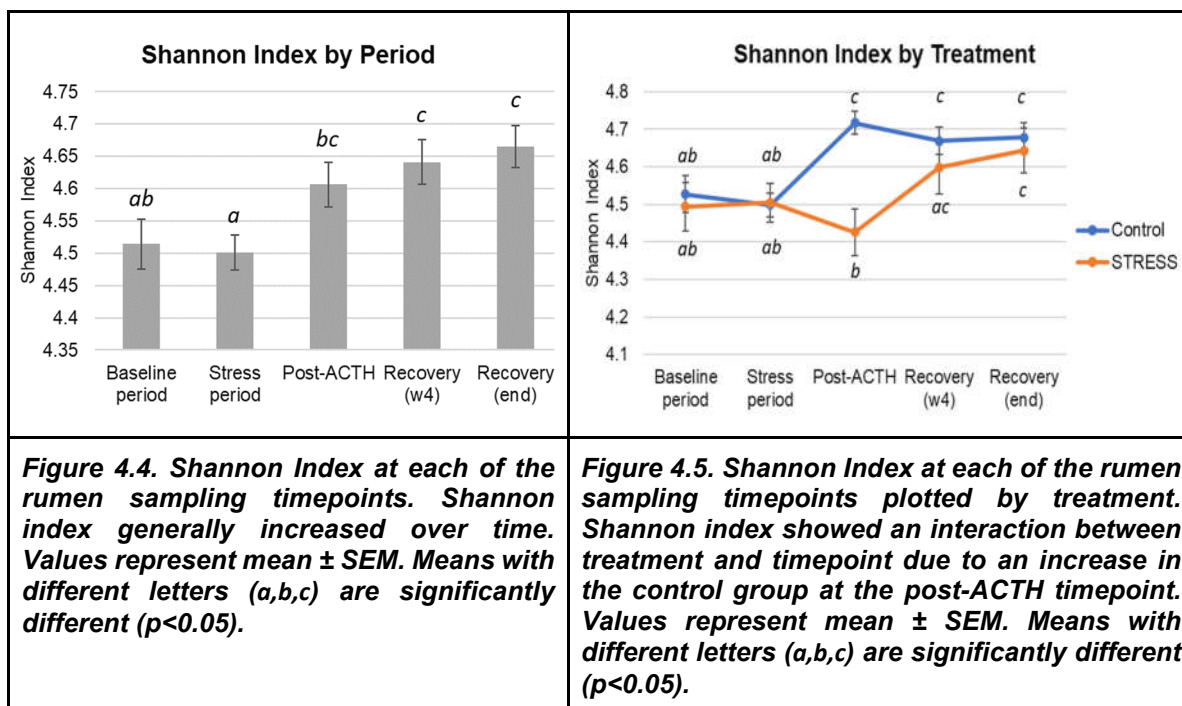 Shannon Index by Period
Shannon Index
4.75
4.7
4.65
4.6
4.55
4.5
4.45
4.4
4.35
ab
a
bc
c
c
Baseline period
Stress period
Post-ACTH
Recovery (w4)
Recovery (end)
Shannon Index by Treatment
Shannon Index
4.8
4.7
4.6
4.5
4.4
4.3
4.2
4.1
ab
ab
c
c
c
ab
ab
b
ac
c
Baseline period
Stress period
Post-ACTH
Recovery (w4)
Recovery (end)
Control
STRESS
Figure 4.4. Shannon Index at each of the
rumen sampling timepoints. Shannon
index generally increased over time.
Values represent mean ± SEM. Means with
different letters (a,b,c) are significantly
different (p<0.05).
Figure 4.5. Shannon Index at each of the rumen
sampling timepoints plotted by treatment.
Shannon index showed an interaction between
treatment and timepoint due to an increase in
the control group at the post-ACTH timepoint.
Values represent mean ± SEM. Means with
different letters (a,b,c) are significantly different
(p<0.05).